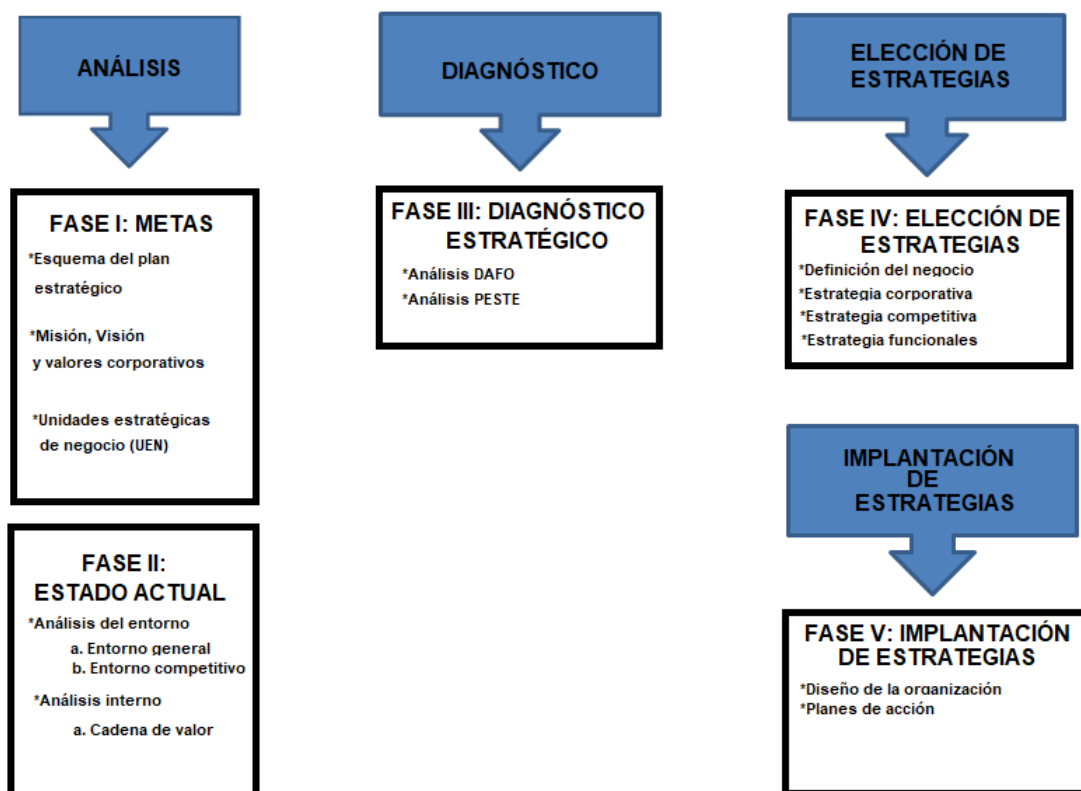 ANÁLISIS
FASE I: METAS
*Esquema del plan
estratégico
*Misión, Visión
y valores corporativos
*Unidades estratégicas
de negocio (UEN)
FASE II:
ESTADO ACTUAL
*Análisis del entorno
a. Entorno general
b. Entorno competitivo
*Análisis interno
a. Cadena de valor
DIAGNÓSTICO
FASE III: DIAGNÓSTICO
ESTRATÉGICO
*Análisis DAFO
*Análisis PESTE
ELECCIÓN DE
ESTRATEGIAS
FASE IV: ELECCIÓN DE
ESTRATEGIAS
*Definición del negocio
*Estrategia corporativa
*Estrategia competitiva
*Estrategia funcionales
IMPLANTACIÓN
DE
ESTRATEGIAS
FASE V: IMPLANTACIÓN
DE ESTRATEGIAS
*Diseño de la organización
*Planes de acción